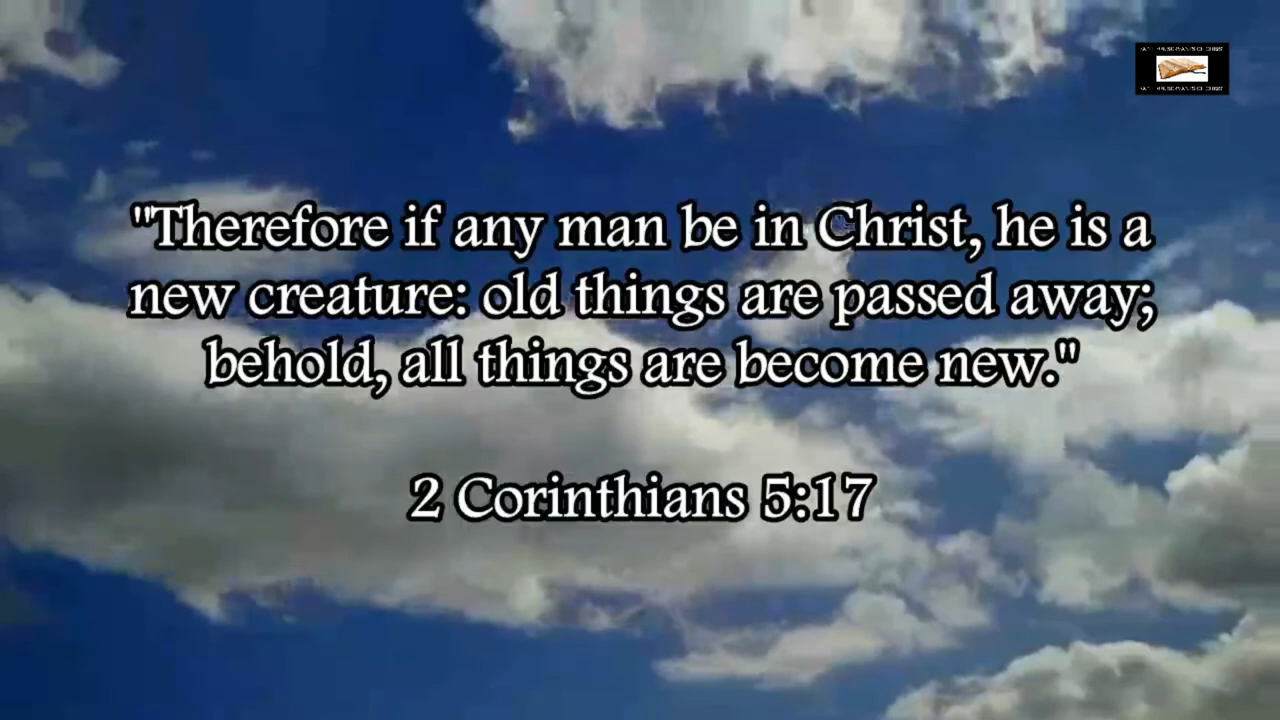 "Therefore if any man be in Christ, he is a
new creature: old things are passed away;
behold, all things are become new."
2 Corinthians 5:17